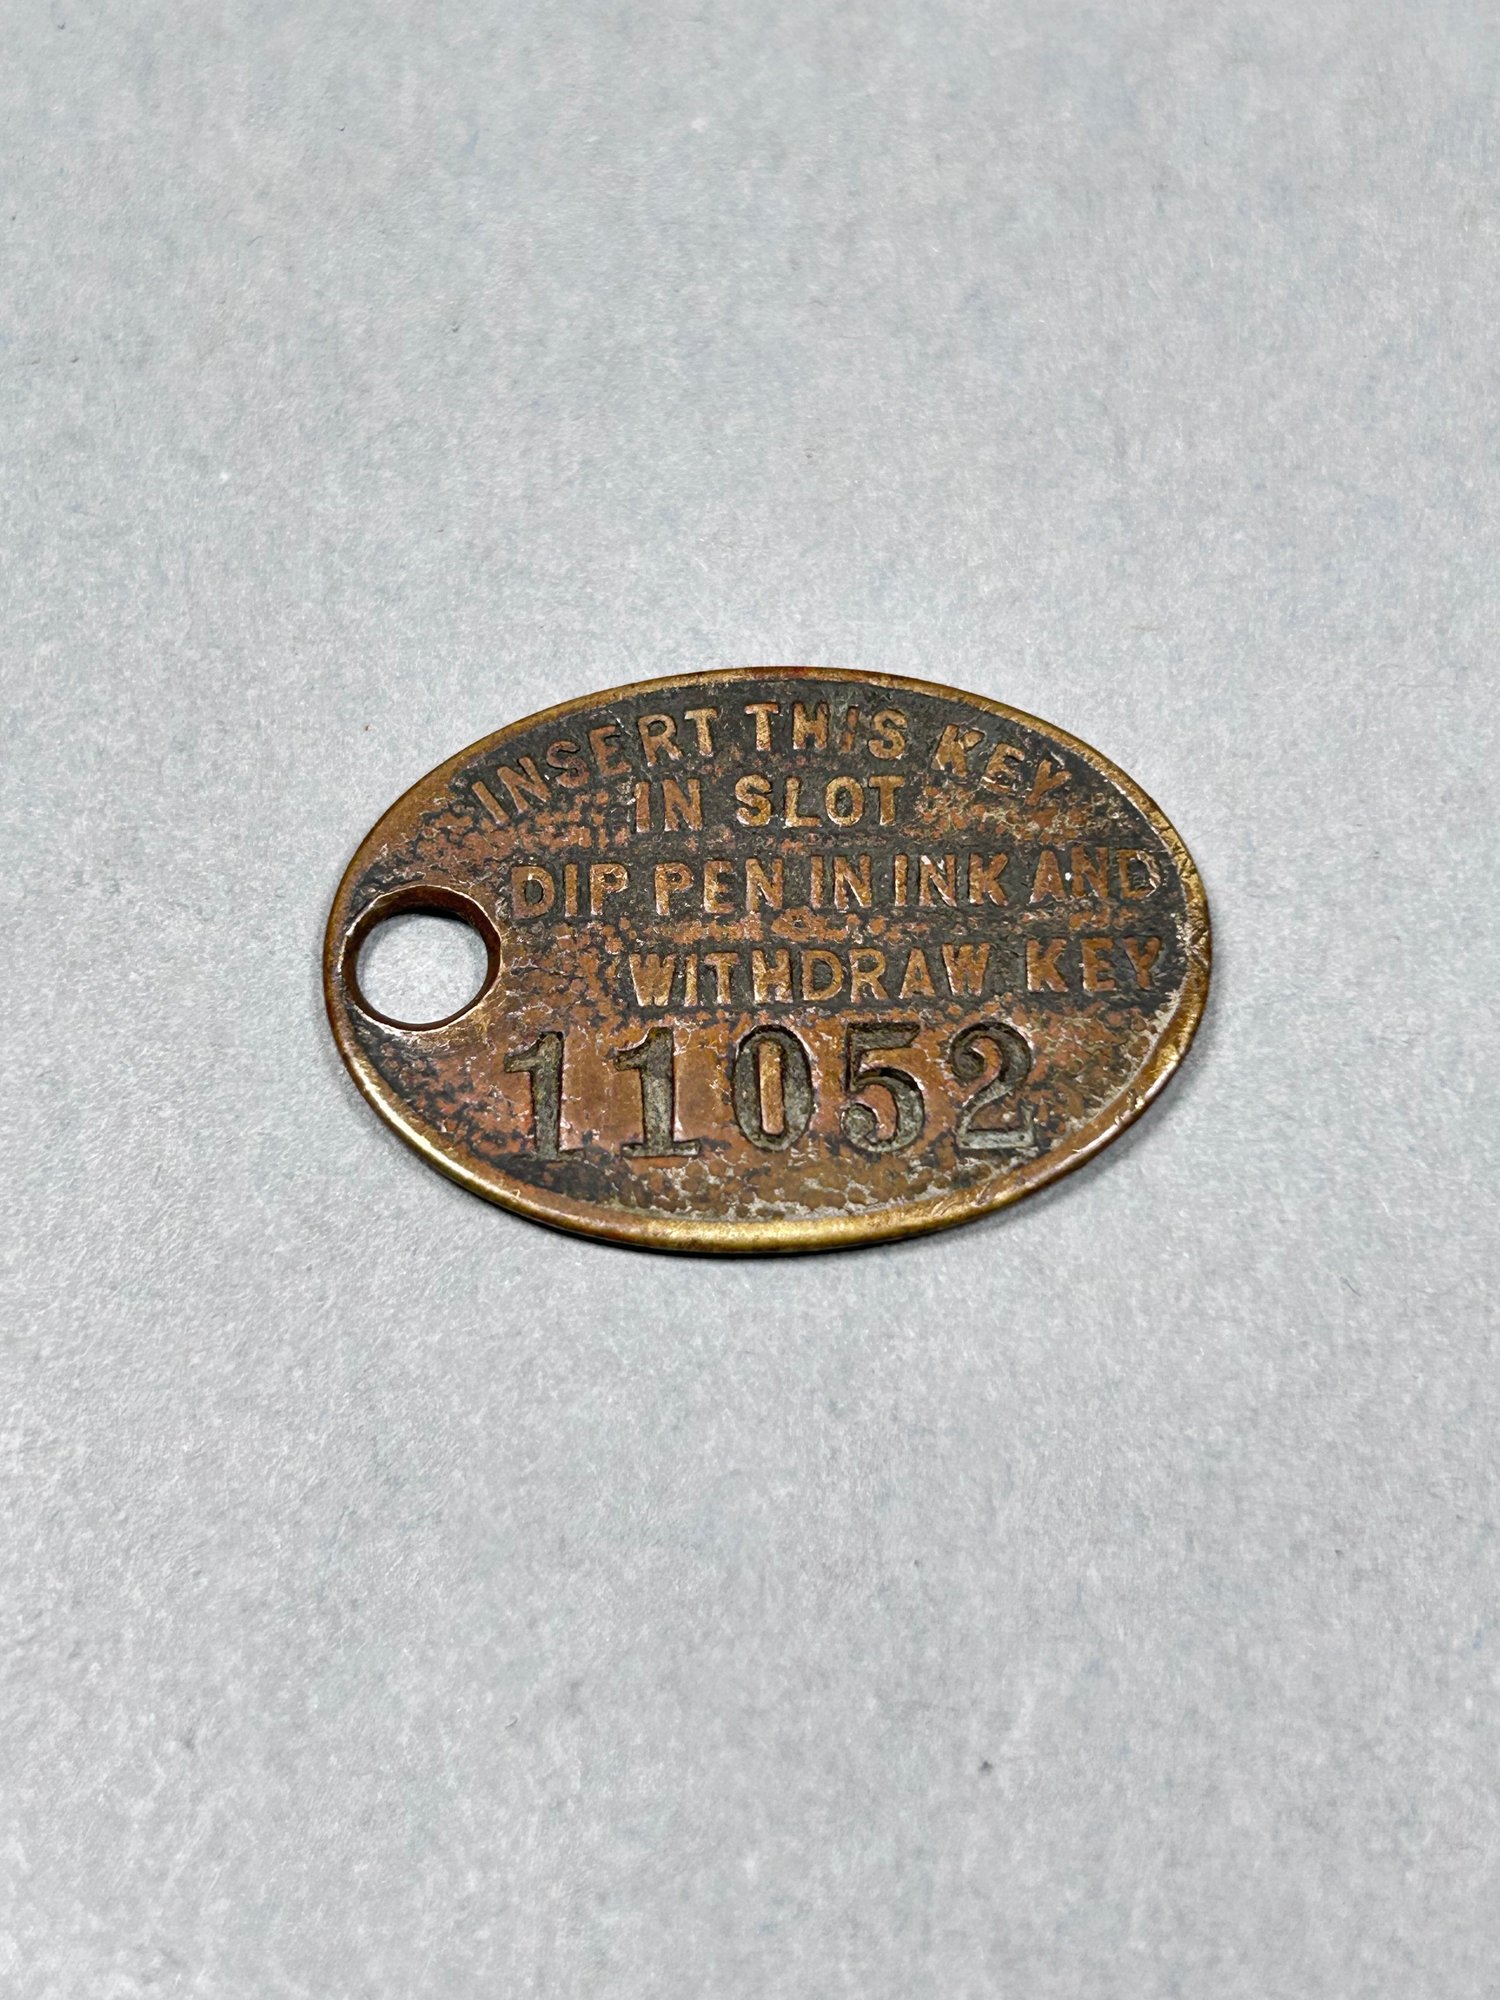 INSERT THIS KEY
IN SLOT
DIP PEN IN INK AND
WITHDRAW KEY
11052